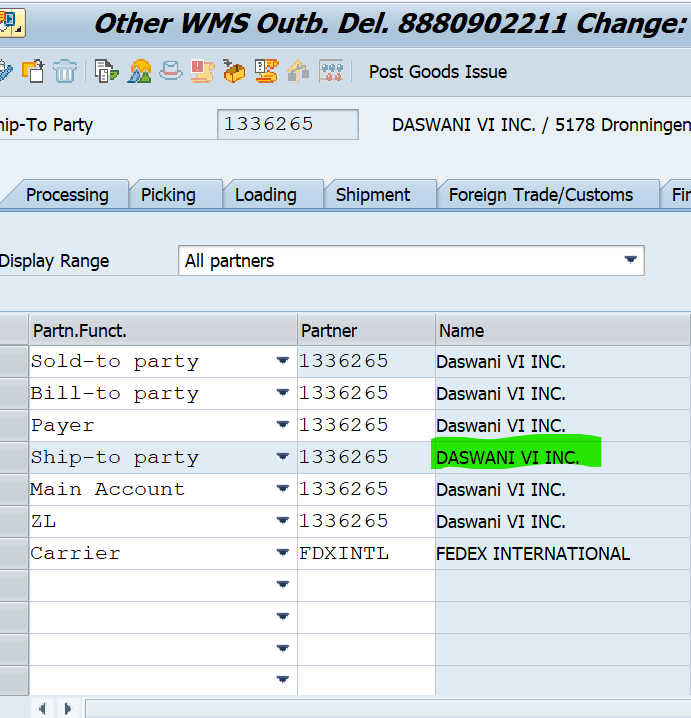 Other WMS Outb. Del. 8880902211 Change:
Post Goods Issue
hip-To Party 1336265 DASWANI VI INC. / 5178 Dronningen
Processing Picking Loading Shipment Foreign Trade/Customs Fir
Display Range All partners
Partn.Funct. Partner Name
Sold-to party 1336265 Daswani VI INC.
Bill-to party 1336265 Daswani VI INC.
Payer 1336265 Daswani VI INC.
Ship-to party 1336265 DASWANI VI INC.
Main Account 1336265 Daswani VI INC.
ZL 1336265 Daswani VI INC.
Carrier FDXINTL FEDEX INTERNATIONAL